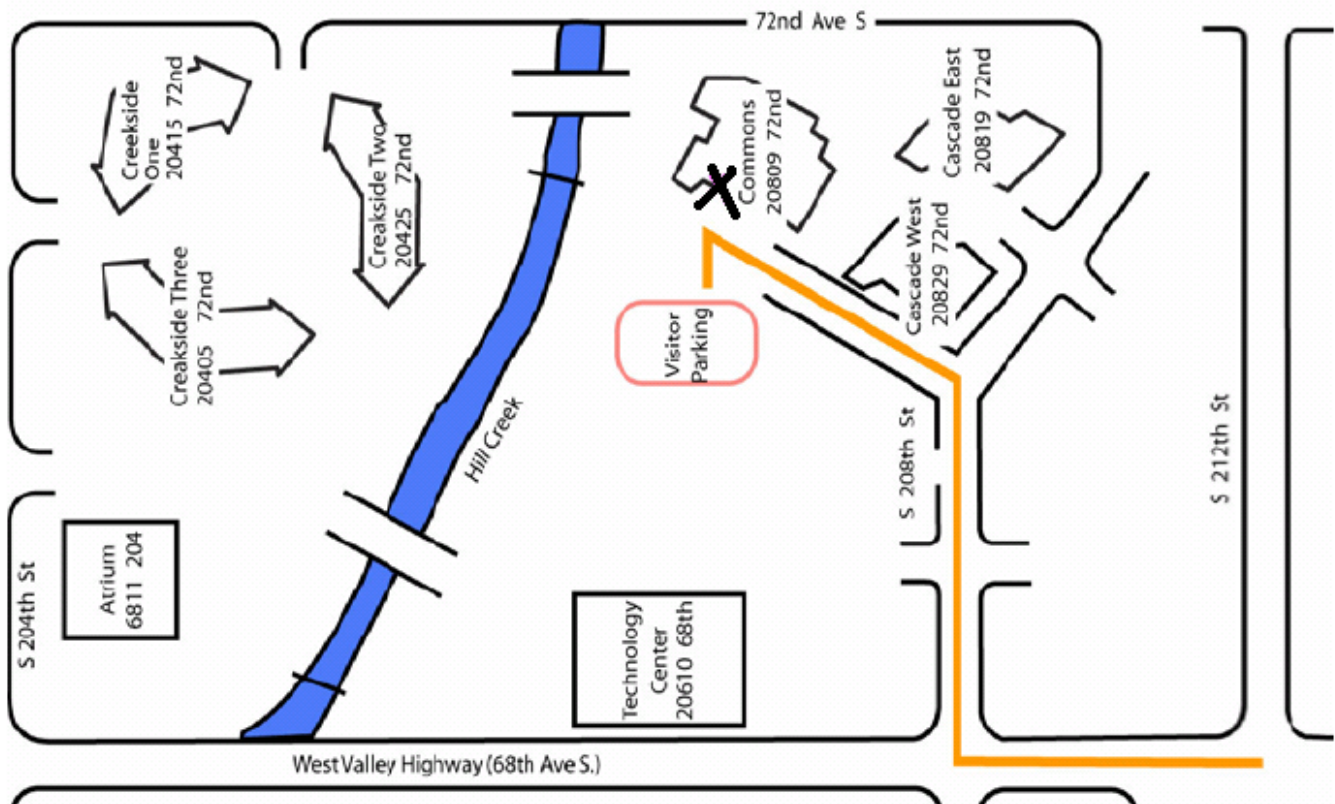 72nd Ave S
Creekside
One
20415 72nd
Creakside Two
20425 72nd
Commons
20809 72nd
Cascade East
20819 72nd
Cascade West
20829 72nd
Creakside Three
20405 72nd
Visitor
Parking
Hill Creek
S 208th St
S 212th St
S 204th St
Atrium
6811 204
Technology
Center
20610 68th
West Valley Highway (68th Ave S.)